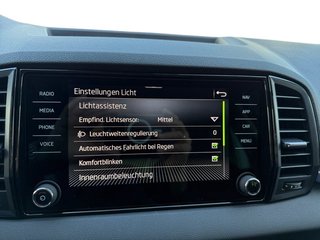 Einstellungen Licht
RADIO
MEDIA
PHONE
VOICE
Lichtassistenz
Empfind. Lichtsensor: Mittel
Leuchtweitenregulierung 0
Automatisches Fahrlicht bei Regen
Komfortblinken
Innenraumbeleuchtung
NAV
APP
CAR
MENU